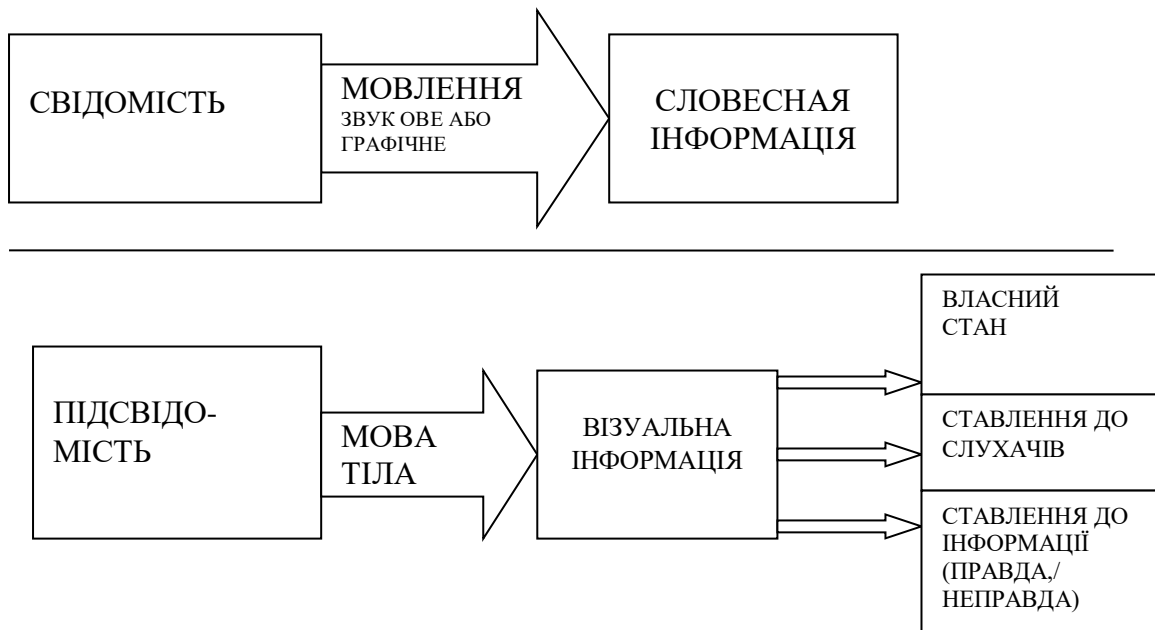 СВІДОМІСТЬ
МОВЛЕННЯ
ЗВУК ОВЕ АБО
ГРАФІЧНЕ
СЛОВЕСНАЯ
ІНФОРМАЦІЯ
ПІДСВІДО-
МІСТЬ
МОВА
ТІЛА
ВІЗУАЛЬНА
ІНФОРМАЦІЯ
ВЛАСНИЙ
СТАН
СТАВЛЕННЯ ДО
СЛУХАЧІВ
СТАВЛЕННЯ ДО
ІНФОРМАЦІЇ
(ПРАВДА,/
НЕПРАВДА)